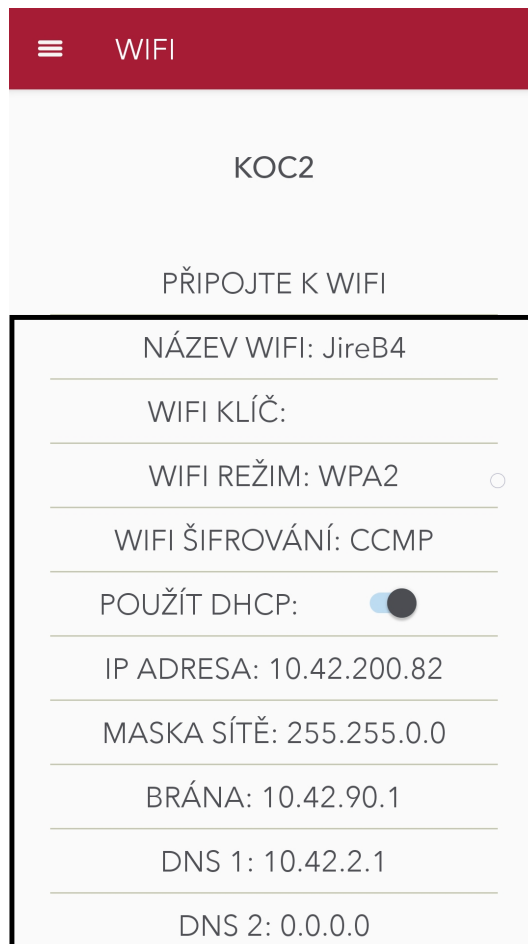 WIFI
KOC2
PŘIPOJTE K WIFI
NÁZEV WIFI: JireB4
WIFI KLÍČ:
WIFI REŽIM: WPA2
WIFI ŠIFROVÁNÍ: CCMP
POUŽÍT DHCP:
IP ADRESA: 10.42.200.82
MASKA SÍTĚ: 255.255.0.0
BRÁNA: 10.42.90.1
DNS 1: 10.42.2.1
DNS 2: 0.0.0.0